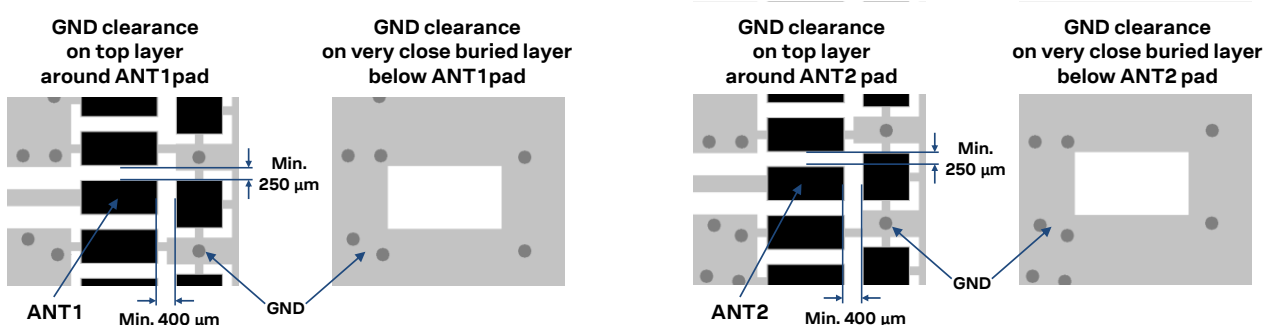 GND clearance
on top layer
around ANT1pad
GND clearance
on very close buried layer
below ANT1pad
Min.
250 µm
ANT1
Min. 400 µm
GND
GND clearance
on top layer
around ANT2 pad
GND clearance
on very close buried layer
below ANT2 pad
Min.
250 µm
ANT2
Min. 400 µm
GND